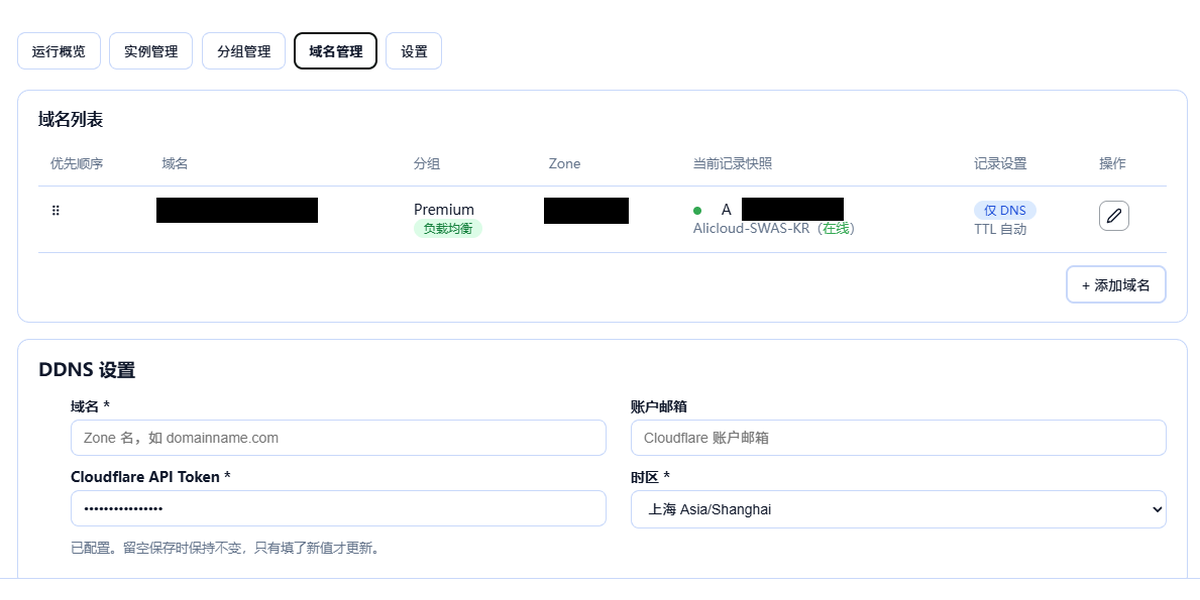 运行概览 实例管理 分组管理 域名管理 设置
域名列表
优先顺序 域名 分组 Zone 当前记录快照 记录设置 操作
Premium A 仅 DNS
负载均衡 Alicloud-SWAS-KR（在线） TTL 自动
+ 添加域名
DDNS 设置
域名 * 账户邮箱
Zone 名，如 domainname.com Cloudflare 账户邮箱
Cloudflare API Token * 时区 *
•••••••••••••••• 上海 Asia/Shanghai
已配置。留空保存时保持不变，只有填了新值才更新。